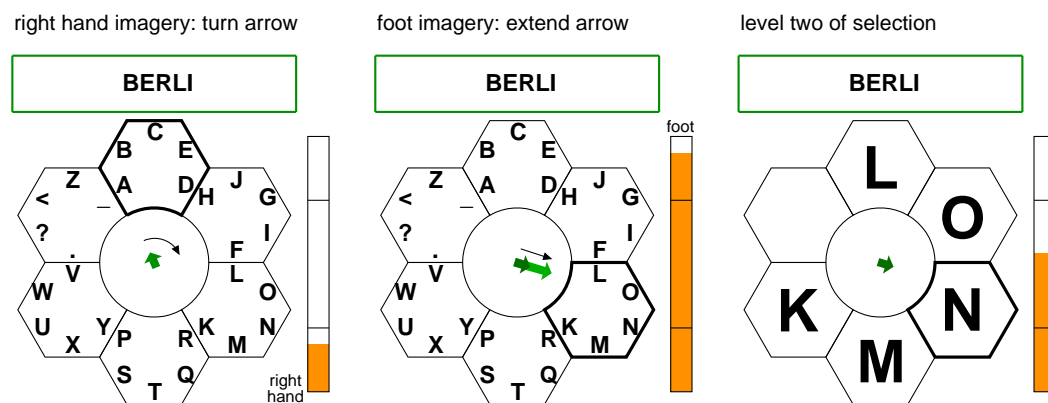 right hand imagery: turn arrow
foot imagery: extend arrow
level two of selection
BERLI
BERLI
BERLI
foot
C
B E
A D
Z _ < ? .
H J G I F
V W U X Y
L O N M K
P R S Q T
right
hand
C
B E
A D
Z _ < ? .
H J G I F
V W U X Y
L O N M K
P R S Q T
L
O
K
N
M